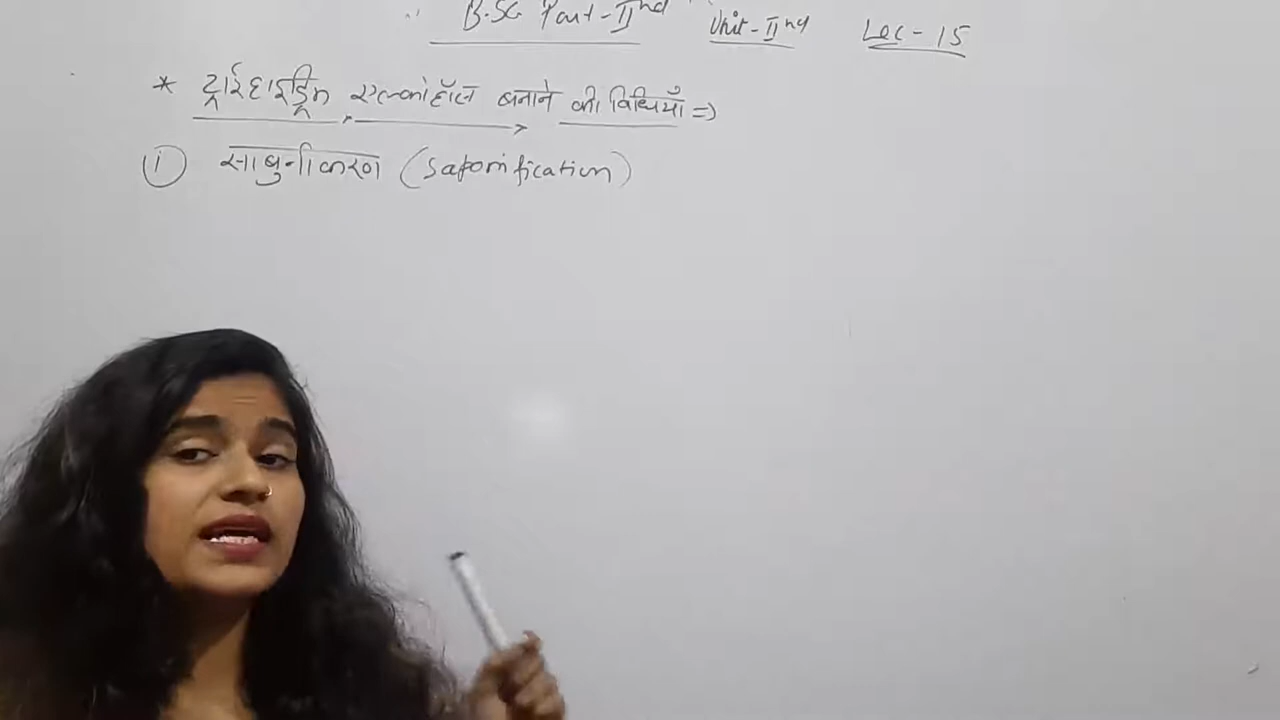 B.SC Part-IInd Unit-IInd Lec-15
* ट्राईहाइड्रिक एल्कोहॉल बनाने की विधियाँ =>
(i) साबुनीकरण (Saponification)